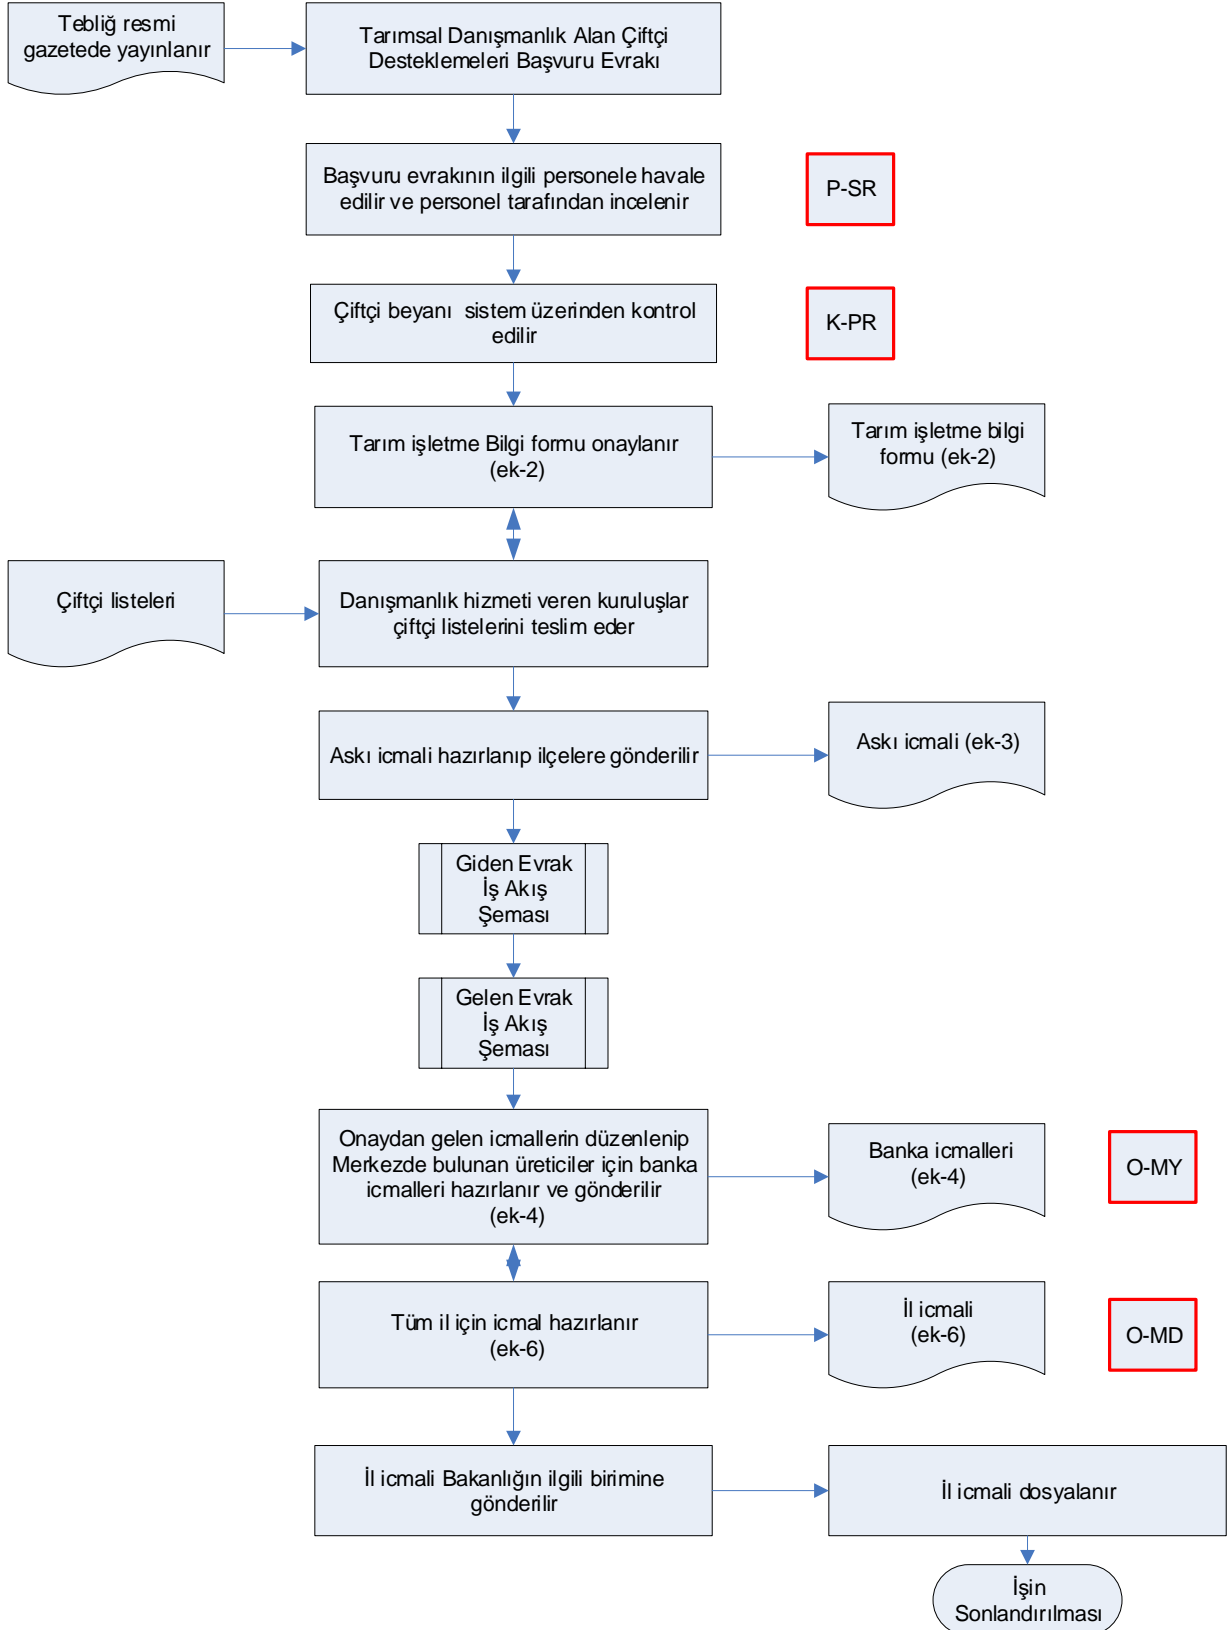 Tebliğ resmi
gazetede yayınlanır
Tarımsal Danışmanlık Alan Çiftçi
Desteklemeleri Başvuru Evrakı
Başvuru evrakının ilgili personele havale
edilir ve personel tarafından incelenir
P-SR
Çiftçi beyanı sistem üzerinden kontrol
edilir
K-PR
Tarım işletme Bilgi formu onaylanır
(ek-2)
Tarım işletme bilgi
formu (ek-2)
Çiftçi listeleri
Danışmanlık hizmeti veren kuruluşlar
çiftçi listelerini teslim eder
Askı icmali hazırlanıp ilçelere gönderilir
Askı icmali (ek-3)
Giden Evrak
İş Akış
Şeması
Gelen Evrak
İş Akış
Şeması
Onaydan gelen icmallerin düzenlenip
Merkezde bulunan üreticiler için banka
icmalleri hazırlanır ve gönderilir
(ek-4)
Banka icmalleri
(ek-4)
O-MY
Tüm il için icmal hazırlanır
(ek-6)
İl icmali
(ek-6)
O-MD
İl icmali Bakanlığın ilgili birimine
gönderilir
İl icmali dosyalanır
İşin
Sonlandırılması